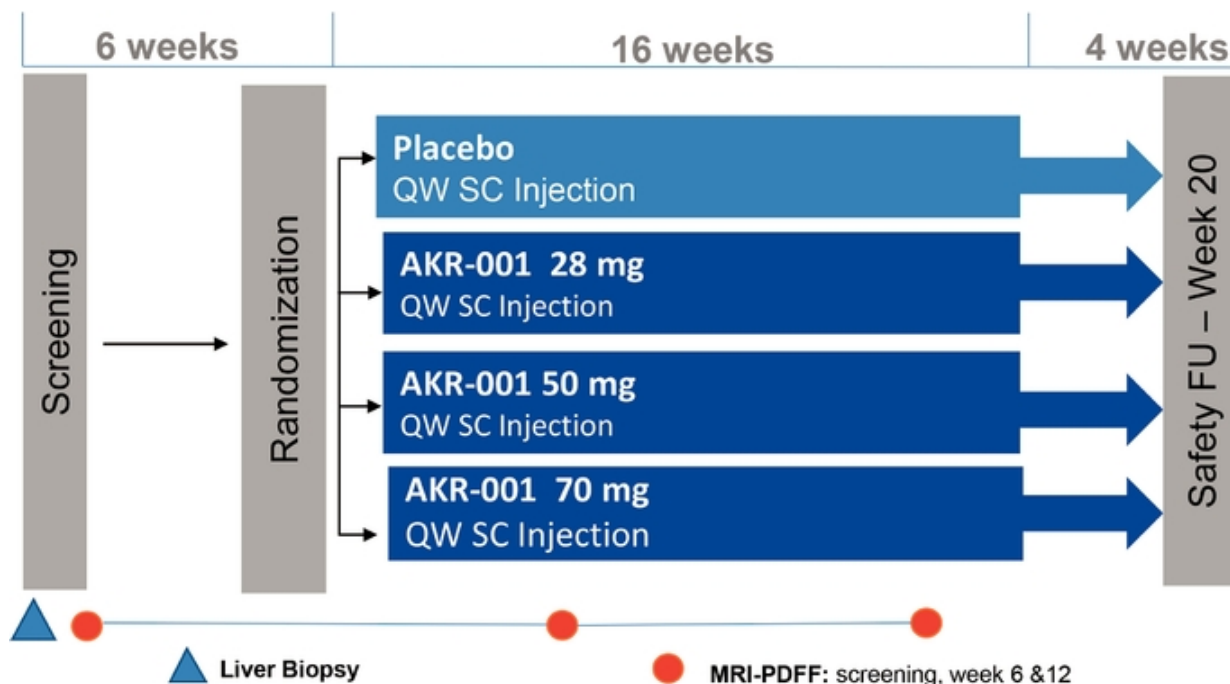 6 weeks
16 weeks
4 weeks
Screening
Randomization
Placebo
QW SC Injection
AKR-001 28 mg
QW SC Injection
AKR-001 50 mg
QW SC Injection
AKR-001 70 mg
QW SC Injection
Safety FU – Week 20
Liver Biopsy
MRI-PDFF: screening, week 6 &12